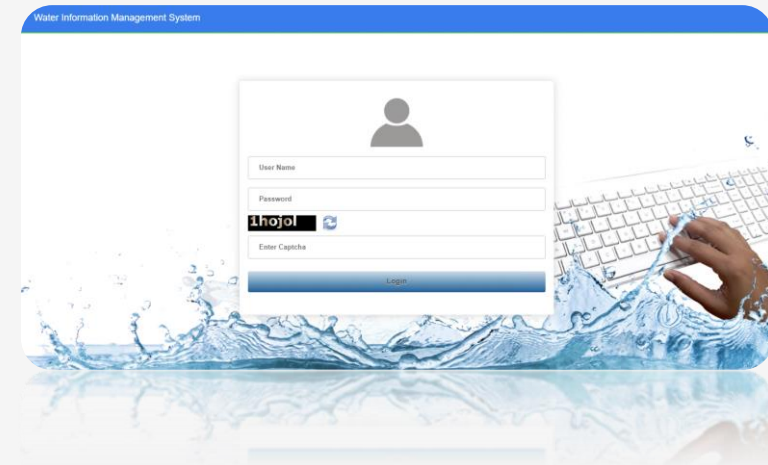 Water Information Management System
User Name
Password
1hojol
Enter Captcha
Login